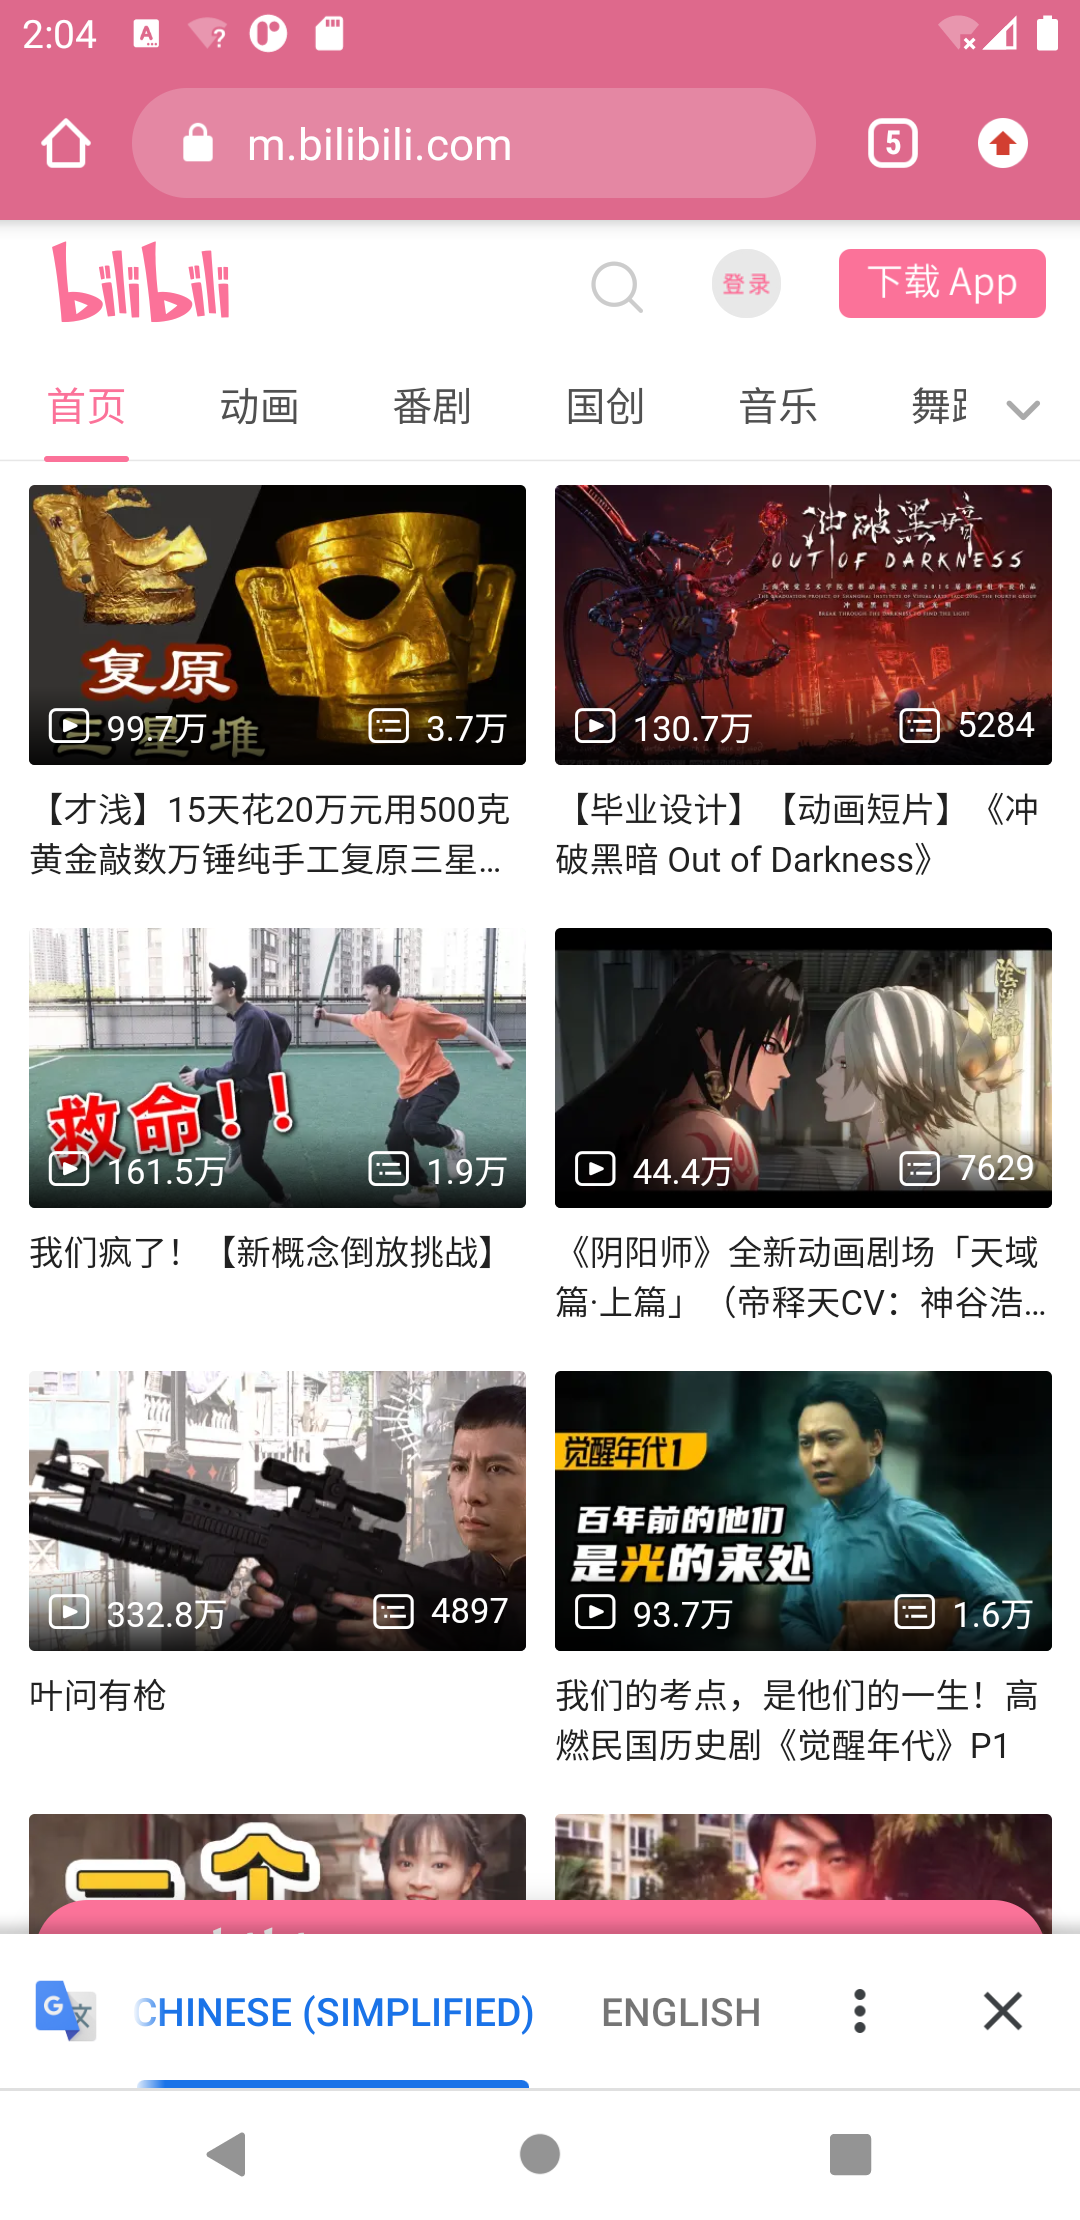 2:04
m.bilibili.com
5
bilibili
登录
下载 App
首页 动画 番剧 国创 音乐
复原
三星堆
99.7万 3.7万
冲破黑暗
OUT OF DARKNESS
130.7万 5284
【才浅】15天花20万元用500克
黄金敲数万锤纯手工复原三星...
【毕业设计】【动画短片】《冲
破黑暗 Out of Darkness》
救命！！
161.5万 1.9万
44.4万 7629
我们疯了！【新概念倒放挑战】
《阴阳师》全新动画剧场「天域
篇·上篇」（帝释天CV：神谷浩...
332.8万 4897
觉醒年代1
百年前的他们
是光的来处
93.7万 1.6万
叶问有枪
我们的考点，是他们的一生！高
燃民国历史剧《觉醒年代》P1
一个
CHINESE (SIMPLIFIED) ENGLISH